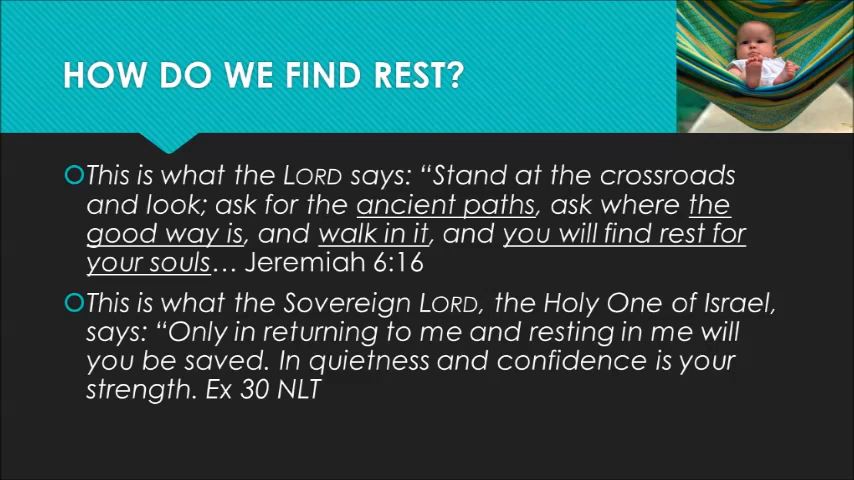 HOW DO WE FIND REST?
This is what the LORD says: “Stand at the crossroads
and look; ask for the ancient paths, ask where the
good way is, and walk in it, and you will find rest for
your souls… Jeremiah 6:16
This is what the Sovereign LORD, the Holy One of Israel,
says: “Only in returning to me and resting in me will
you be saved. In quietness and confidence is your
strength. Ex 30 NLT